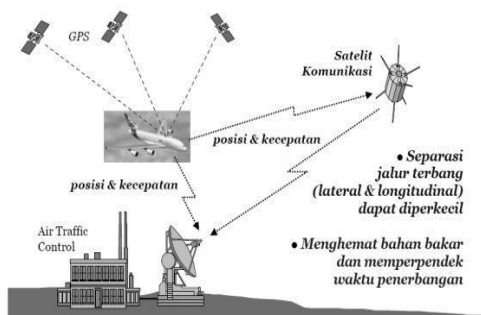 GPS
Satelit
Komunikasi
posisi & kecepatan
posisi & kecepatan
• Separasi
jalur terbang
(lateral & longitudinal)
dapat diperkecil
Air Traffic
Control
• Menghemat bahan bakar
dan memperpendek
waktu penerbangan